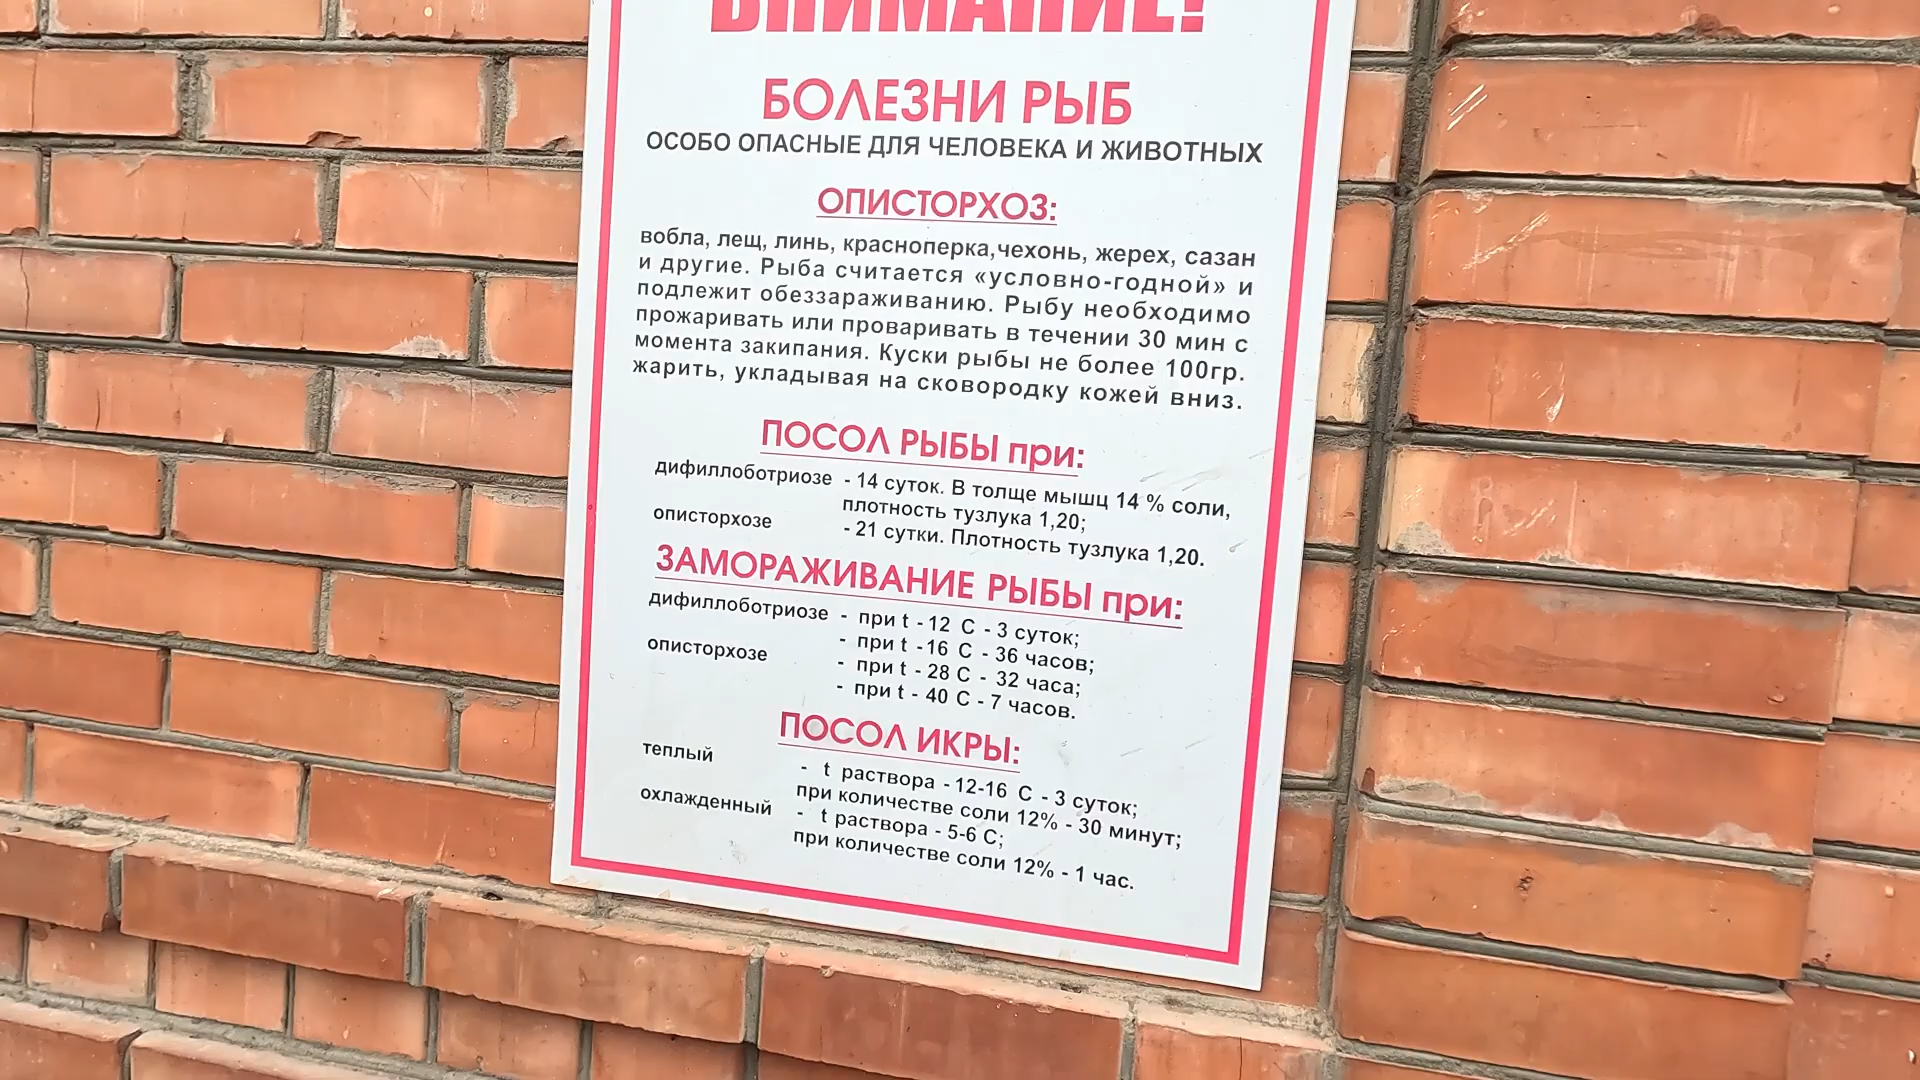 ВНИМАНИЕ!
БОЛЕЗНИ РЫБ
ОСОБО ОПАСНЫЕ ДЛЯ ЧЕЛОВЕКА И ЖИВОТНЫХ
ОПИСТОРХОЗ:
вобла, лещ, линь, красноперка,чехонь, жерех, сазан
и другие. Рыба считается «условно-годной» и
подлежит обеззараживанию. Рыбу необходимо
прожаривать или проваривать в течении 30 мин с
момента закипания. Куски рыбы не более 100гр.
жарить, укладывая на сковородку кожей вниз.
ПОСОЛ РЫБЫ при:
дифиллоботриозе - 14 суток. В толще мышц 14 % соли,
плотность тузлука 1,20;
описторхозе - 21 сутки. Плотность тузлука 1,20.
ЗАМОРАЖИВАНИЕ РЫБЫ при:
дифиллоботриозе - при t - 12 С - 3 суток;
- при t -16 С - 36 часов;
описторхозе - при t - 28 С - 32 часа;
- при t - 40 С - 7 часов.
ПОСОЛ ИКРЫ:
теплый - t раствора - 12-16 С - 3 суток;
при количестве соли 12% - 30 минут;
охлажденный - t раствора - 5-6 С;
при количестве соли 12% - 1 час.